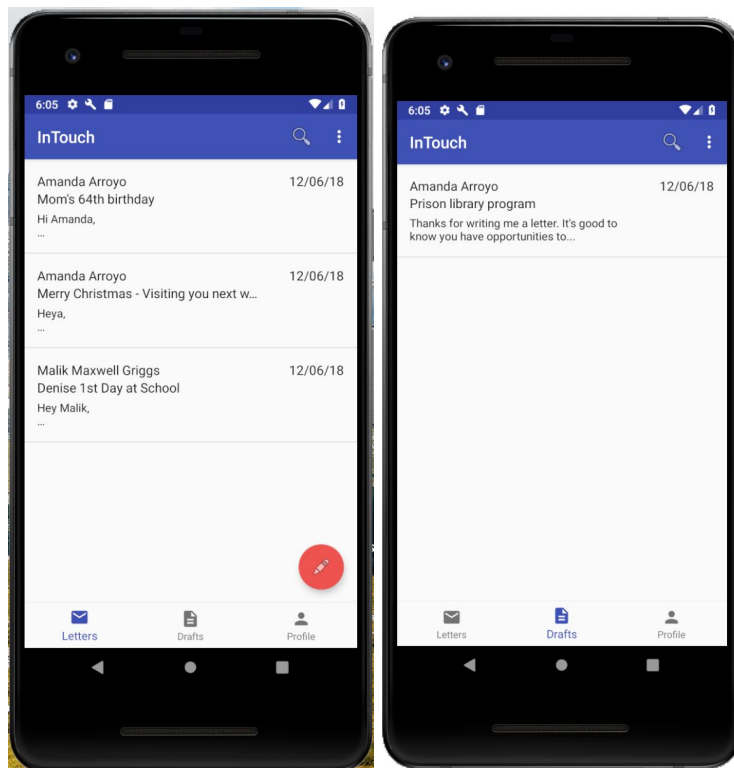 6:05
InTouch
Amanda Arroyo 12/06/18
Mom's 64th birthday
Hi Amanda,
...
Amanda Arroyo 12/06/18
Merry Christmas - Visiting you next w...
Heya,
...
Malik Maxwell Griggs 12/06/18
Denise 1st Day at School
Hey Malik,
...
Letters Drafts Profile
6:05
InTouch
Amanda Arroyo 12/06/18
Prison library program
Thanks for writing me a letter. It's good to
know you have opportunities to...
Letters Drafts Profile